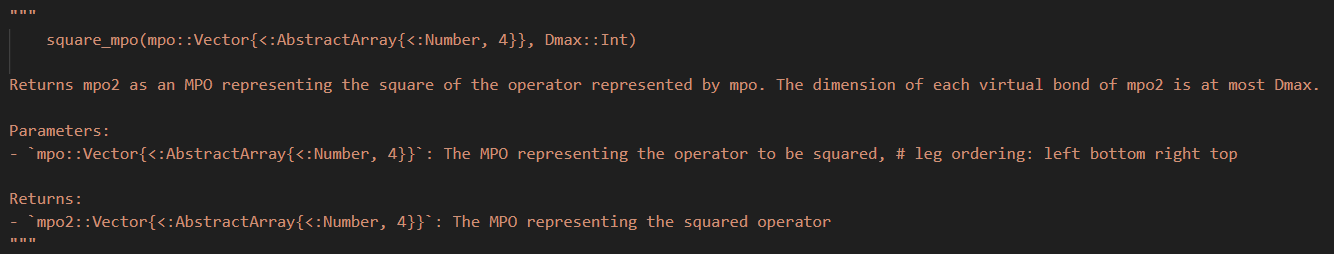 """
    square_mpo(mpo::Vector{<:AbstractArray{<:Number, 4}}, Dmax::Int)
Returns mpo2 as an MPO representing the square of the operator represented by mpo. The dimension of each virtual bond of mpo2 is at most Dmax.
Parameters:
- `mpo::Vector{<:AbstractArray{<:Number, 4}}`: The MPO representing the operator to be squared, # leg ordering: left bottom right top
Returns:
- `mpo2::Vector{<:AbstractArray{<:Number, 4}}`: The MPO representing the squared operator
"""